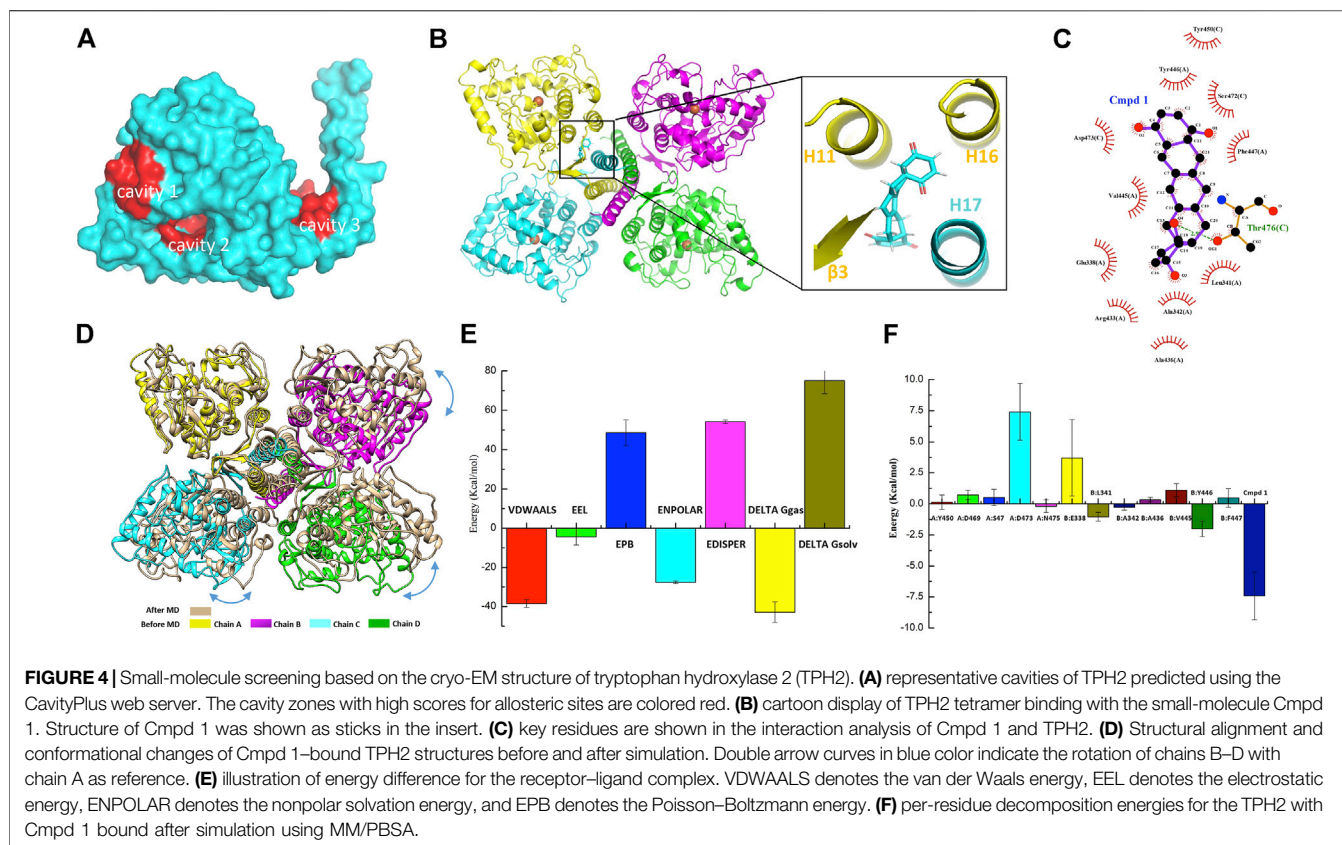 A
cavity 1
cavity 2
cavity 3
B
H11
H16
H17
β3
C
Tyr450(C)
Tyr446(A)
Cmpd 1
Ser472(C)
Asp473(C)
Phe447(A)
Val445(A)
Thr476(C)
Glu338(A)
Leu341(A)
Arg433(A)
Ala342(A)
Ala436(A)
D
After MD
Before MD Chain A Chain B Chain C Chain D
E
Energy (Kcal/mol)
80
60
40
20
0
-20
-40
VDWAALS EEL ENPOLAR DELTA Ggas
EPB EDISPER DELTA Gsolv
F
Energy (Kcal/mol)
10.0
7.5
5.0
2.5
0.0
-2.5
-5.0
-7.5
-10.0
B:L341 B:Y446 Cmpd 1
A:Y450 A:D469 A:S47 A:D473 A:N475 B:E338 B:A342 B:A436 B:V445 B:F447
FIGURE 4 | Small-molecule screening based on the cryo-EM structure of tryptophan hydroxylase 2 (TPH2). (A) representative cavities of TPH2 predicted using the
CavityPlus web server. The cavity zones with high scores for allosteric sites are colored red. (B) cartoon display of TPH2 tetramer binding with the small-molecule Cmpd
1. Structure of Cmpd 1 was shown as sticks in the insert. (C) key residues are shown in the interaction analysis of Cmpd 1 and TPH2. (D) Structural alignment and
conformational changes of Cmpd 1–bound TPH2 structures before and after simulation. Double arrow curves in blue color indicate the rotation of chains B–D with
chain A as reference. (E) illustration of energy difference for the receptor–ligand complex. VDWAALS denotes the van der Waals energy, EEL denotes the electrostatic
energy, ENPOLAR denotes the nonpolar solvation energy, and EPB denotes the Poisson–Boltzmann energy. (F) per-residue decomposition energies for the TPH2 with
Cmpd 1 bound after simulation using MM/PBSA.